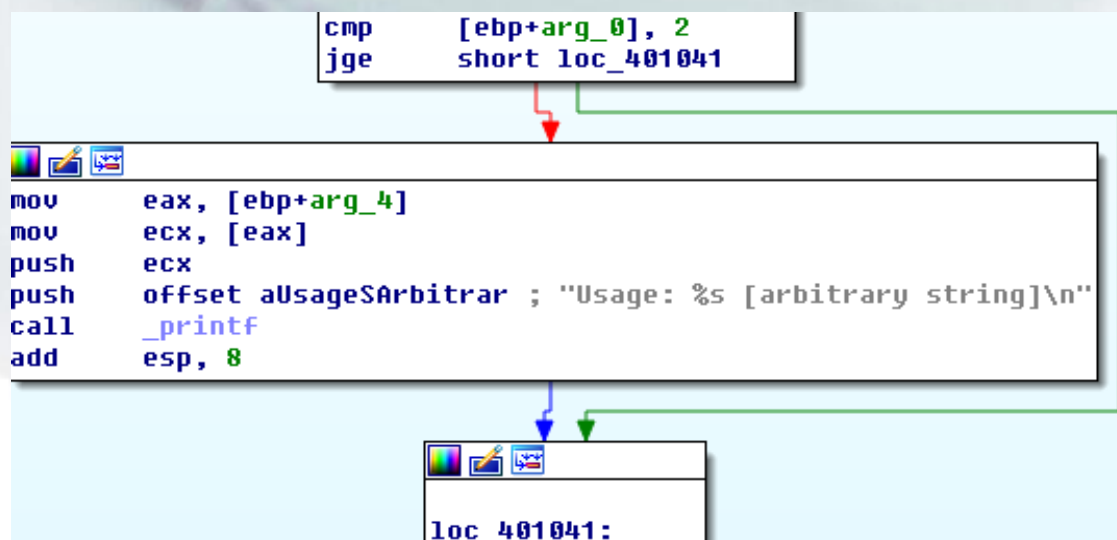 cmp [ebp+arg_0], 2
jge short loc_401041
mov eax, [ebp+arg_4]
mov ecx, [eax]
push ecx
push offset aUsageSArbitrar ; "Usage: %s [arbitrary string]\n"
call _printf
add esp, 8
loc_401041: